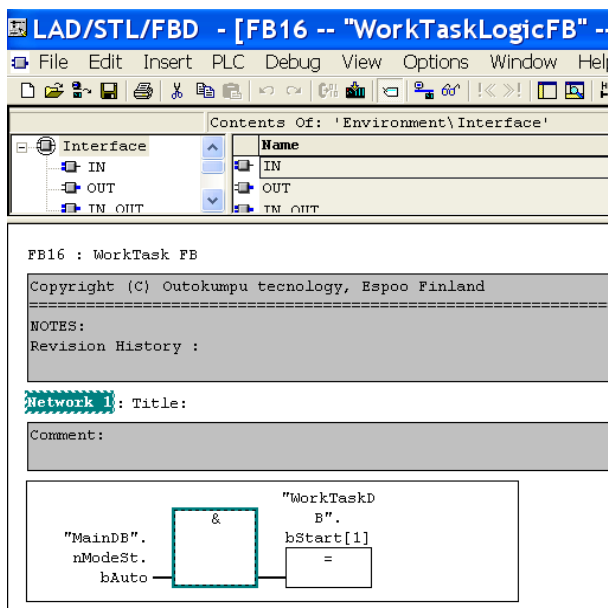 LAD/STL/FBD - [FB16 -- "WorkTaskLogicFB" --
File Edit Insert PLC Debug View Options Window Help
Contents Of: 'Environment\Interface'
Interface
IN
OUT
IN_OUT
Name
IN
OUT
IN_OUT
FB16 : WorkTask FB
Copyright (C) Outokumpu tecnology, Espoo Finland
==================================================================
NOTES:
Revision History :
Network 1: Title:
Comment:
"MainDB".
nModeSt.
bAuto
&
"WorkTaskD
B".
bStart[1]
=